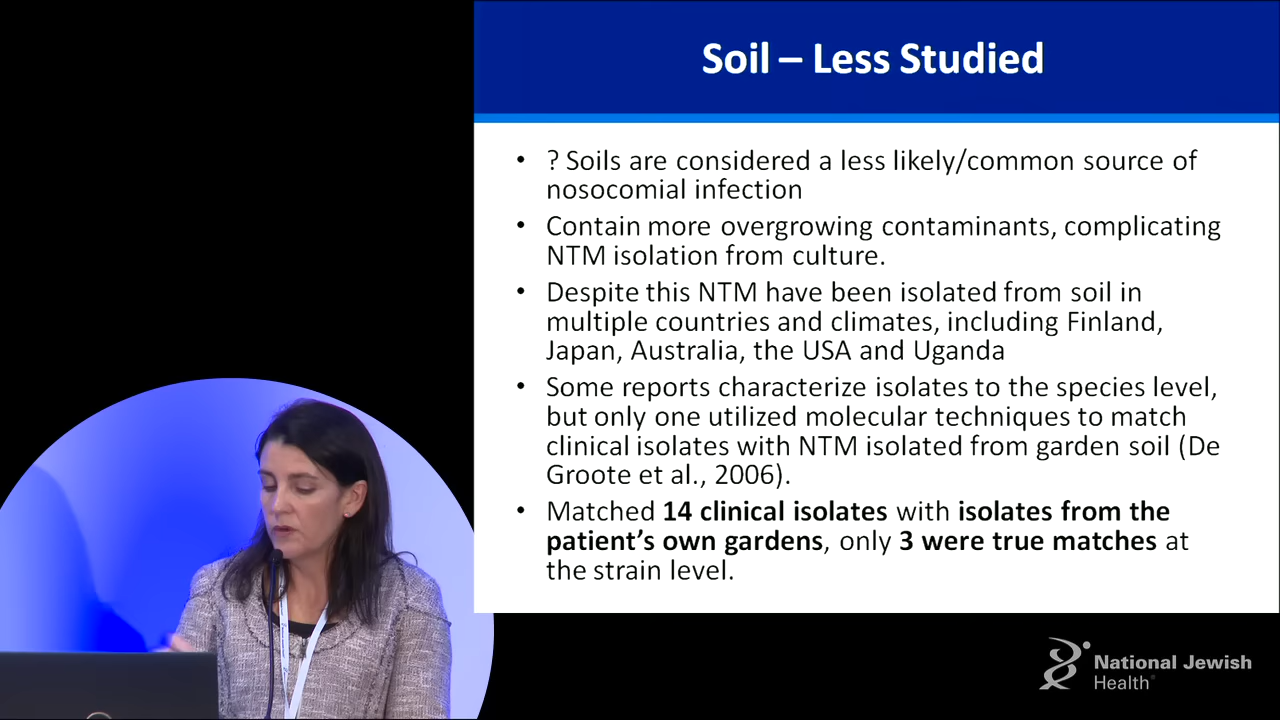 Soil – Less Studied
• ? Soils are considered a less likely/common source of
nosocomial infection
• Contain more overgrowing contaminants, complicating
NTM isolation from culture.
• Despite this NTM have been isolated from soil in
multiple countries and climates, including Finland,
Japan, Australia, the USA and Uganda
• Some reports characterize isolates to the species level,
but only one utilized molecular techniques to match
clinical isolates with NTM isolated from garden soil (De
Groote et al., 2006).
• Matched 14 clinical isolates with isolates from the
patient’s own gardens, only 3 were true matches at
the strain level.
National Jewish
Health®